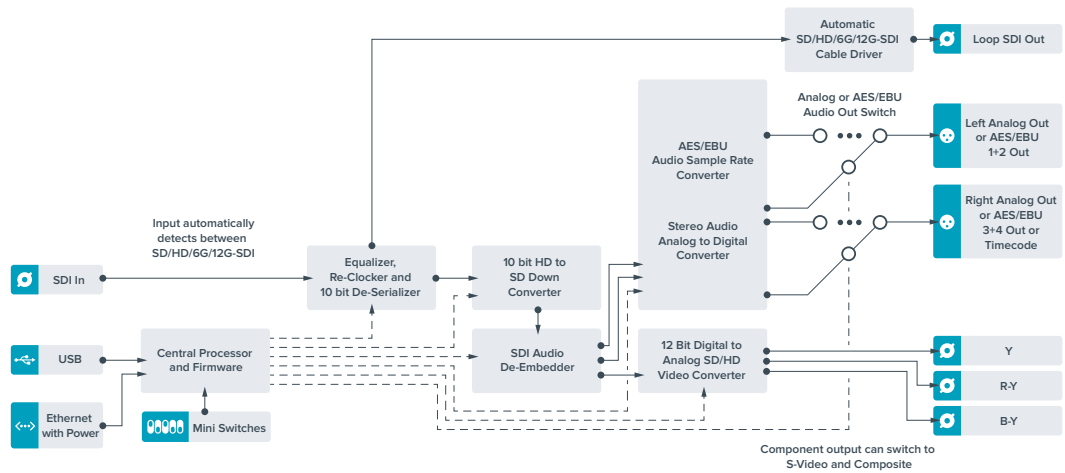 Automatic
SD/HD/6G/12G-SDI
Cable Driver
Loop SDI Out
Analog or AES/EBU
Audio Out Switch
Left Analog Out
or AES/EBU
1+2 Out
AES/EBU
Audio Sample Rate
Converter
Right Analog Out
or AES/EBU
3+4 Out or
Timecode
Stereo Audio
Analog to Digital
Converter
Input automatically
detects between
SD/HD/6G/12G-SDI
SDI In
Equalizer,
Re-Clocker and
10 bit De-Serializer
10 bit HD to
SD Down
Converter
USB
Central Processor
and Firmware
SDI Audio
De-Embedder
12 Bit Digital to
Analog SD/HD
Video Converter
Y
R-Y
B-Y
Ethernet
with Power
Mini Switches
Component output can switch to
S-Video and Composite